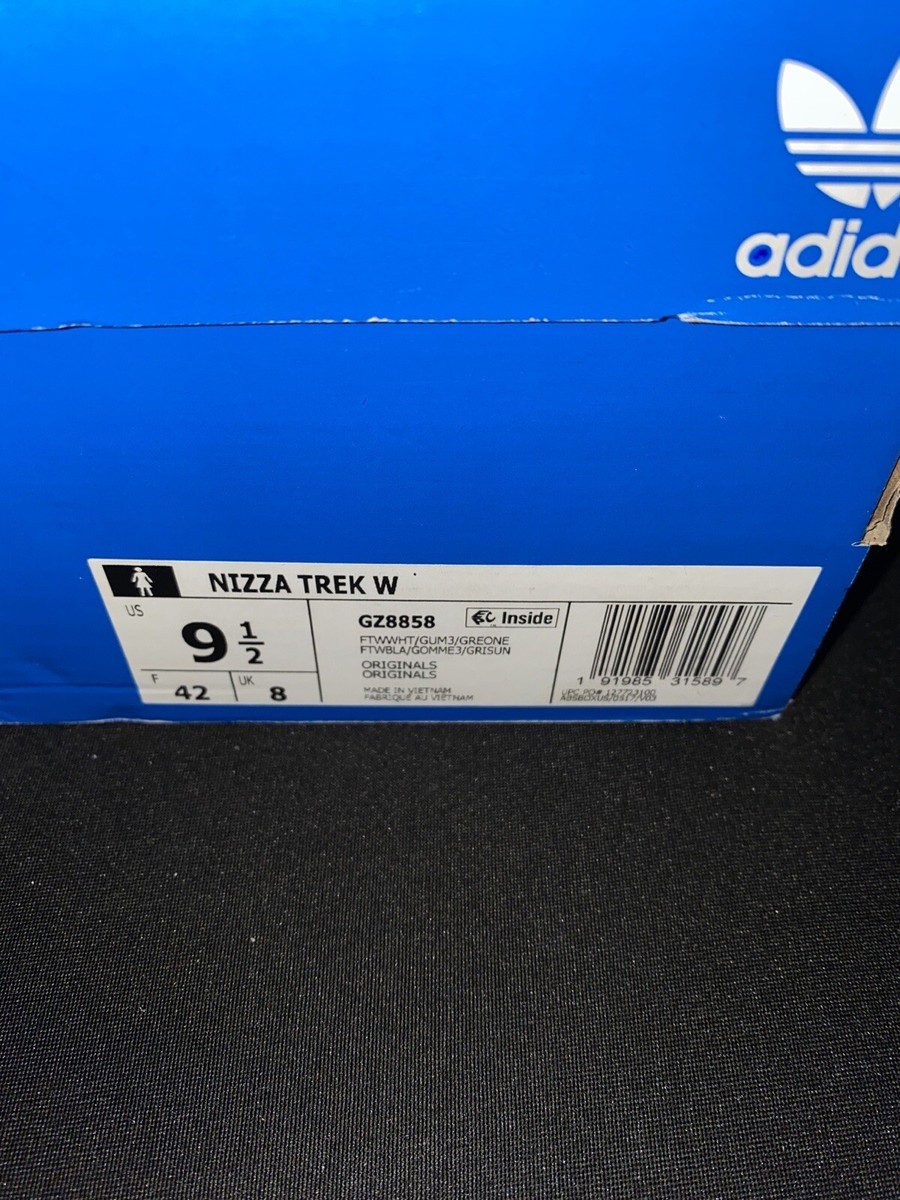 adid
NIZZA TREK W
US
9 1/2
F
42
UK
8
GZ8858
Inside
FTWWHT/GUM3/GREONE
FTWBLA/GOMME3/GRISUN
ORIGINALS
ORIGINALS
MADE IN VIETNAM
FABRIQUÉ AU VIETNAM
1 91985 31589 7